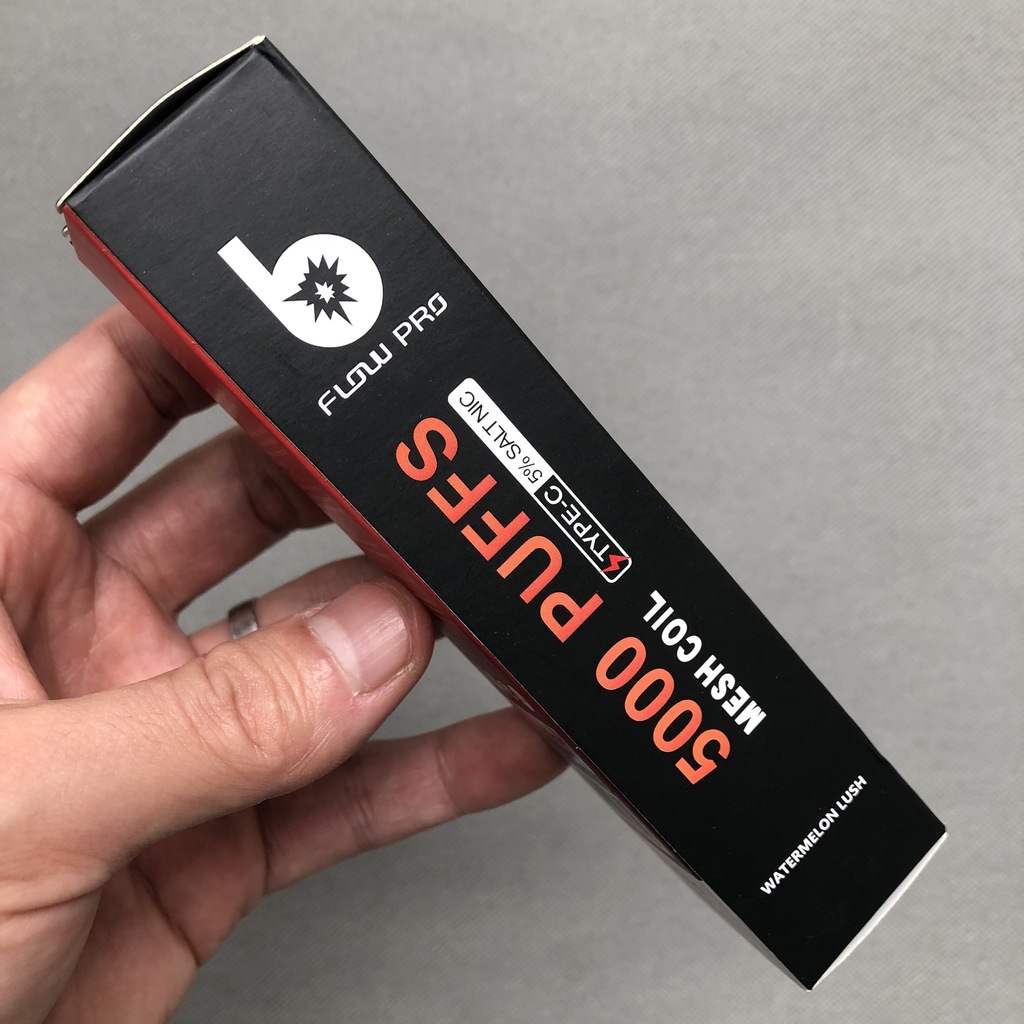 b
FLOW PRO
5000 PUFFS
TYPE-C 5% SALT NIC
MESH COIL
WATERMELON LUSH